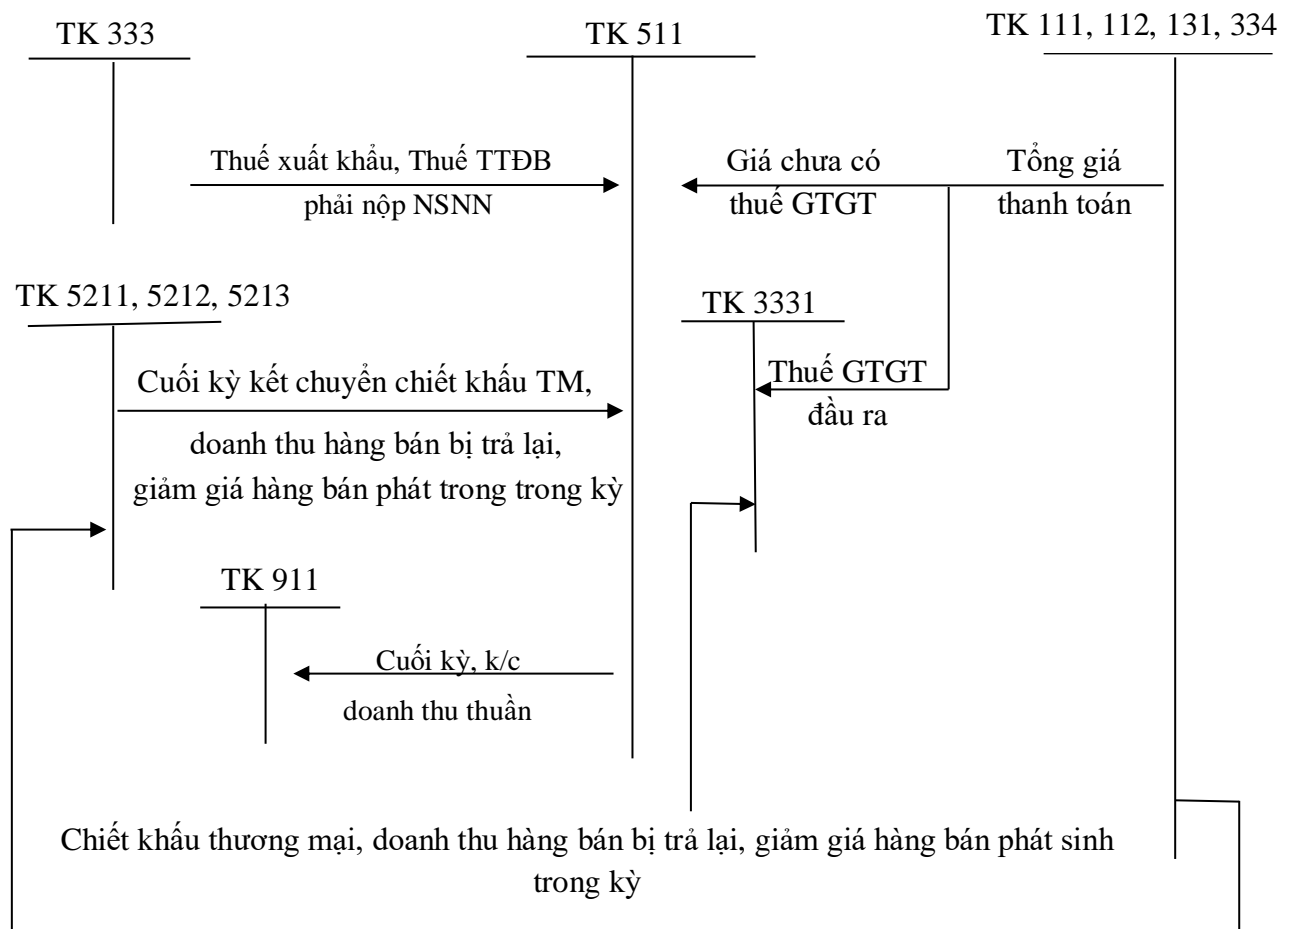 TK 333
TK 511
TK 111, 112, 131, 334
Thuế xuất khẩu, Thuế TTĐB
phải nộp NSNN
Giá chưa có
thuế GTGT
Tổng giá
thanh toán
TK 5211, 5212, 5213
TK 3331
Cuối kỳ kết chuyển chiết khấu TM,
doanh thu hàng bán bị trả lại,
giảm giá hàng bán phát trong trong kỳ
Thuế GTGT
đầu ra
TK 911
Cuối kỳ, k/c
doanh thu thuần
Chiết khấu thương mại, doanh thu hàng bán bị trả lại, giảm giá hàng bán phát sinh
trong kỳ